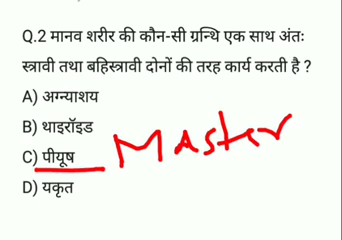 Q.2 मानव शरीर की कौन-सी ग्रन्थि एक साथ अंतः
स्त्रावी तथा बहिस्त्रावी दोनों की तरह कार्य करती है ?
A) अग्न्याशय
B) थाइरॉइड
C) पीयूष
Master
D) यकृत